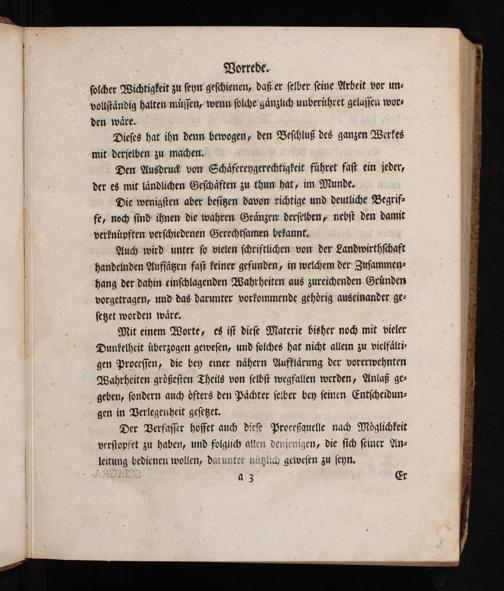 Vorrede.
solcher Wichtigkeit zu seyn geschienen, daß er selber seine Arbeit vor un-
vollständig halten müssen, wenn solche gänzlich unberühret gelassen wor-
den wäre.
Dieses hat ihn denn bewogen, den Beschluß des ganzen Werkes
mit derselben zu machen.
Den Ausdruck von Schäfereygerechtigkeit führet fast ein jeder,
der es mit ländlichen Geschäften zu thun hat, im Munde.
Die wenigsten aber besitzen davon richtige und deutliche Begrif-
fe, noch sind ihnen die wahren Gränzen derselben, nebst den damit
verknüpften verschiedenen Gerechtsamen bekannt.
Auch wird unter so vielen schriftlichen von der Landwirthschaft
handelnden Auffätzen fast keiner gefunden, in welchem der Zusammen-
hang der dahin einschlagenden Wahrheiten aus zureichenden Gründen
vorgetragen, und das darunter vorkommende gehörig auseinander ge-
setzet worden wäre.
Mit einem Worte, es ist diese Materie bisher noch mit vieler
Dunkelheit überzogen gewesen, und solches hat nicht allein zu vielfälti-
gen Processen, die bey einer nähern Aufklärung der vorerwehnten
Wahrheiten größesten Theils von selbst wegfallen werden, Anlaß ge-
geben, sondern auch öfters den Pächter selber bey seinen Entscheidun-
gen in Verlegenheit gesetzet.
Der Verfasser hoffet auch diese Proceßquelle nach Möglichkeit
verstopfet zu haben, und folglich allen denjenigen, die sich seiner An-
leitung bedienen wollen, darunter nützlich gewesen zu seyn.
a 3 Er